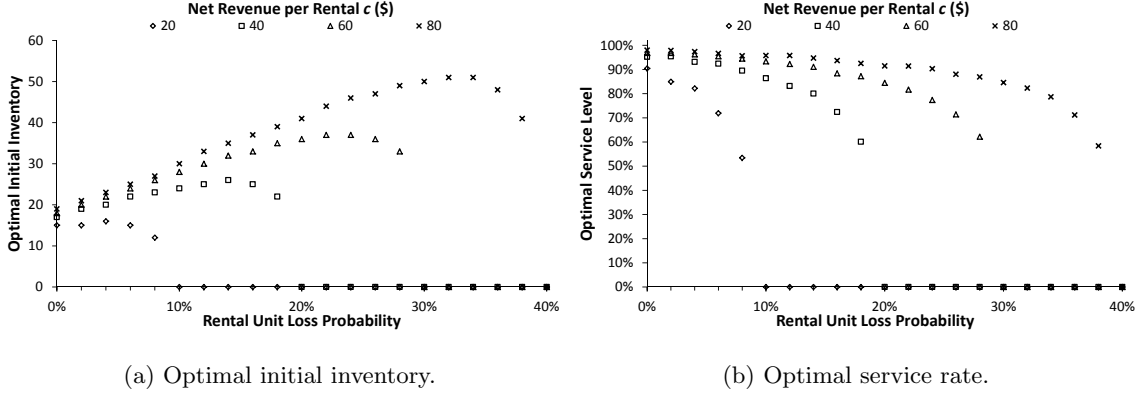 Net Revenue per Rental c ($)
20 40 60 80
60
50
40
30
20
10
0
Optimal Initial Inventory
0% 10% 20% 30% 40%
Rental Unit Loss Probability
(a) Optimal initial inventory.
Net Revenue per Rental c ($)
20 40 60 80
100%
90%
80%
70%
60%
50%
40%
30%
20%
10%
0%
Optimal Service Level
0% 10% 20% 30% 40%
Rental Unit Loss Probability
(b) Optimal service rate.